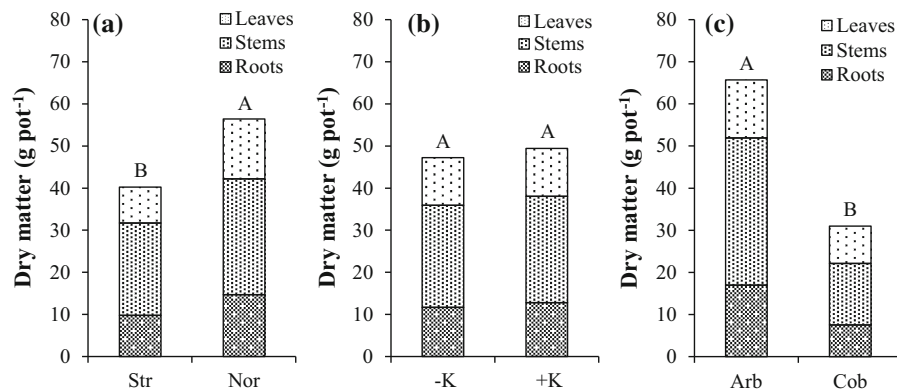 (a)
Leaves
Stems
Roots
Dry matter (g pot⁻¹)
80
70
60
50
40
30
20
10
0
B
A
Str
Nor
(b)
Leaves
Stems
Roots
Dry matter (g pot⁻¹)
80
70
60
50
40
30
20
10
0
A
A
-K
+K
(c)
Leaves
Stems
Roots
Dry matter (g pot⁻¹)
80
70
60
50
40
30
20
10
0
A
B
Arb
Cob